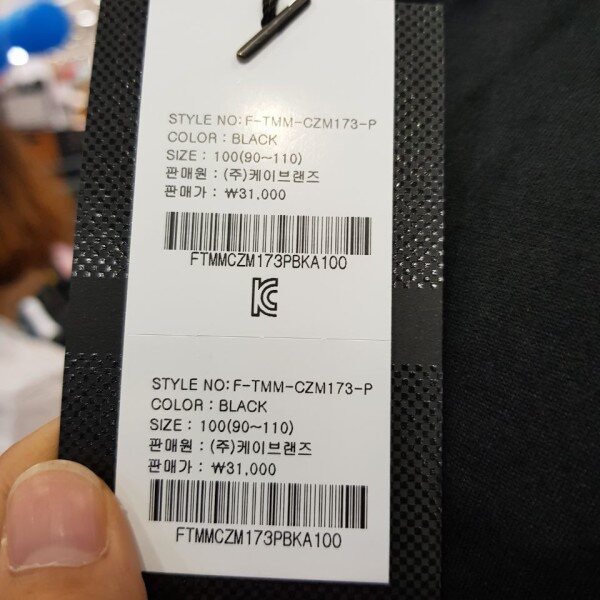 STYLE NO:F-TMM-CZM173-P
COLOR : BLACK
SIZE : 100(90~110)
판매원 : (주)케이브랜즈
판매가 : ₩31,000
FTMMCZM173PBKA100
KC
STYLE NO:F-TMM-CZM173-P
COLOR : BLACK
SIZE : 100(90~110)
판매원 : (주)케이브랜즈
판매가 : ₩31,000
FTMMCZM173PBKA100